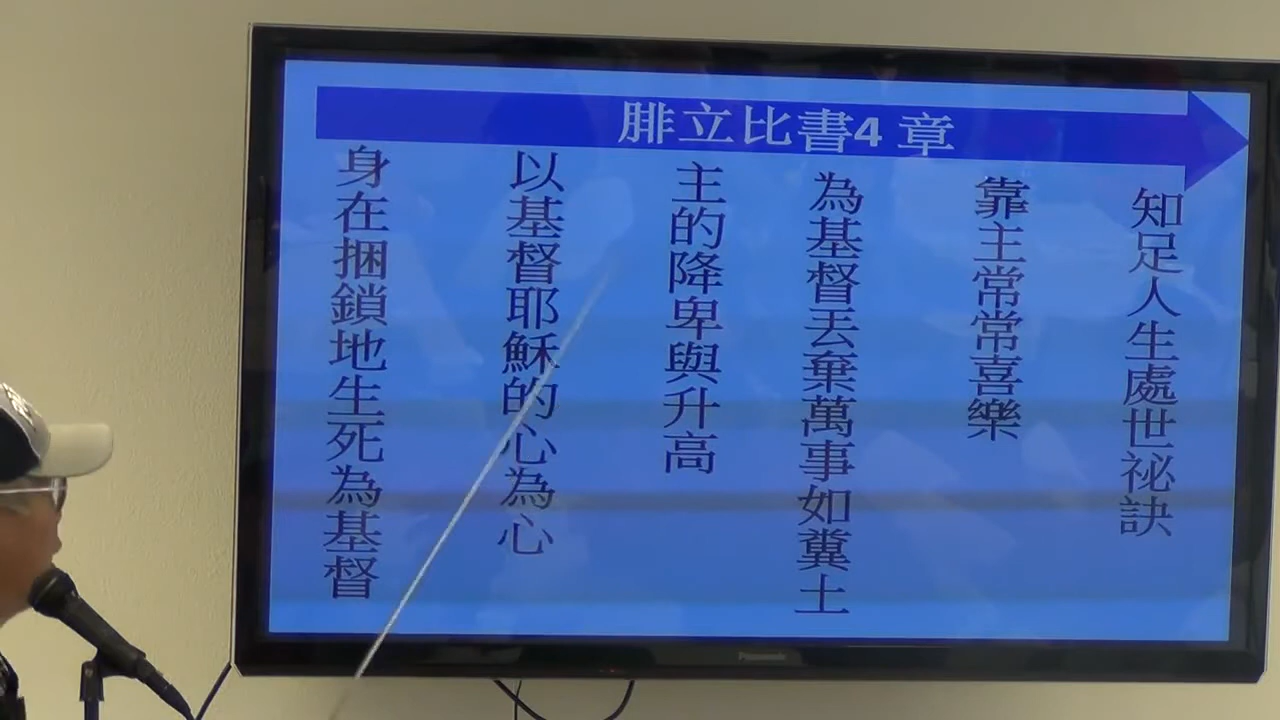 腓立比書4 章
身在捆鎖地生死為基督
以基督耶穌的心為心
主的降卑與升高
為基督丟棄萬事如糞土
靠主常常喜樂
知足人生處世祕訣
Panasonic